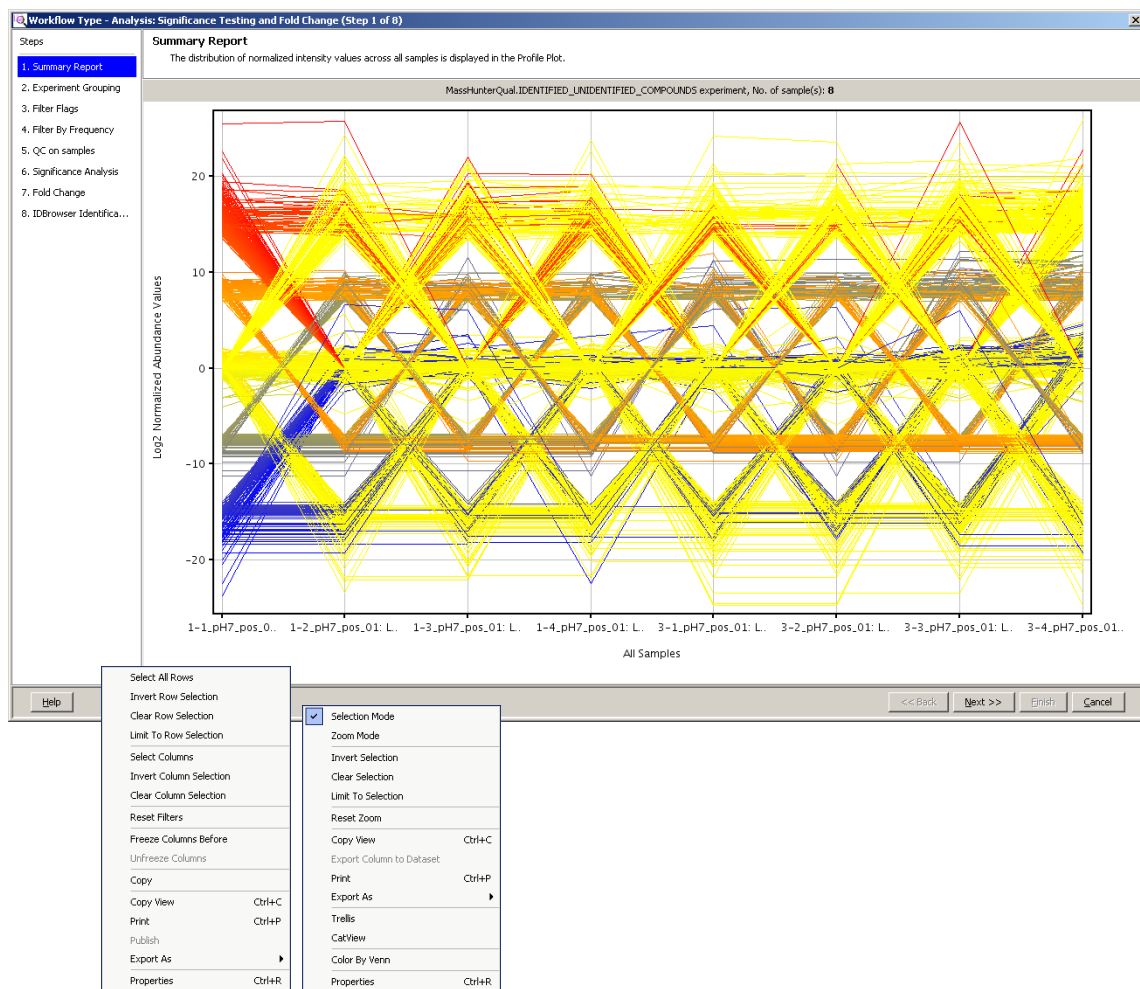 Workflow Type - Analysis: Significance Testing and Fold Change (Step 1 of 8)
Steps
1. Summary Report
2. Experiment Grouping
3. Filter Flags
4. Filter By Frequency
5. QC on samples
6. Significance Analysis
7. Fold Change
8. IDBrowser Identifica...
Summary Report
The distribution of normalized intensity values across all samples is displayed in the Profile Plot.
MassHunterQual.IDENTIFIED_UNIDENTIFIED_COMPOUNDS experiment, No. of sample(s): 8
Log2 Normalized Abundance Values
20
10
0
-10
-20
1-1_pH7_pos_0.. 1-2_pH7_pos_01: L.. 1-3_pH7_pos_01: L.. 1-4_pH7_pos_01: L.. 3-1_pH7_pos_01: L.. 3-2_pH7_pos_01: L.. 3-3_pH7_pos_01: L.. 3-4_pH7_pos_01...
All Samples
Help
<< Back
Next >>
Finish
Cancel
Select All Rows
Invert Row Selection
Clear Row Selection
Limit To Row Selection
Select Columns
Invert Column Selection
Clear Column Selection
Reset Filters
Freeze Columns Before
Unfreeze Columns
Copy
Copy View Ctrl+C
Print Ctrl+P
Publish
Export As
Properties Ctrl+R
Selection Mode
Zoom Mode
Invert Selection
Clear Selection
Limit To Selection
Reset Zoom
Copy View Ctrl+C
Export Column to Dataset
Print Ctrl+P
Export As
Trellis
CatView
Color By Venn
Properties Ctrl+R